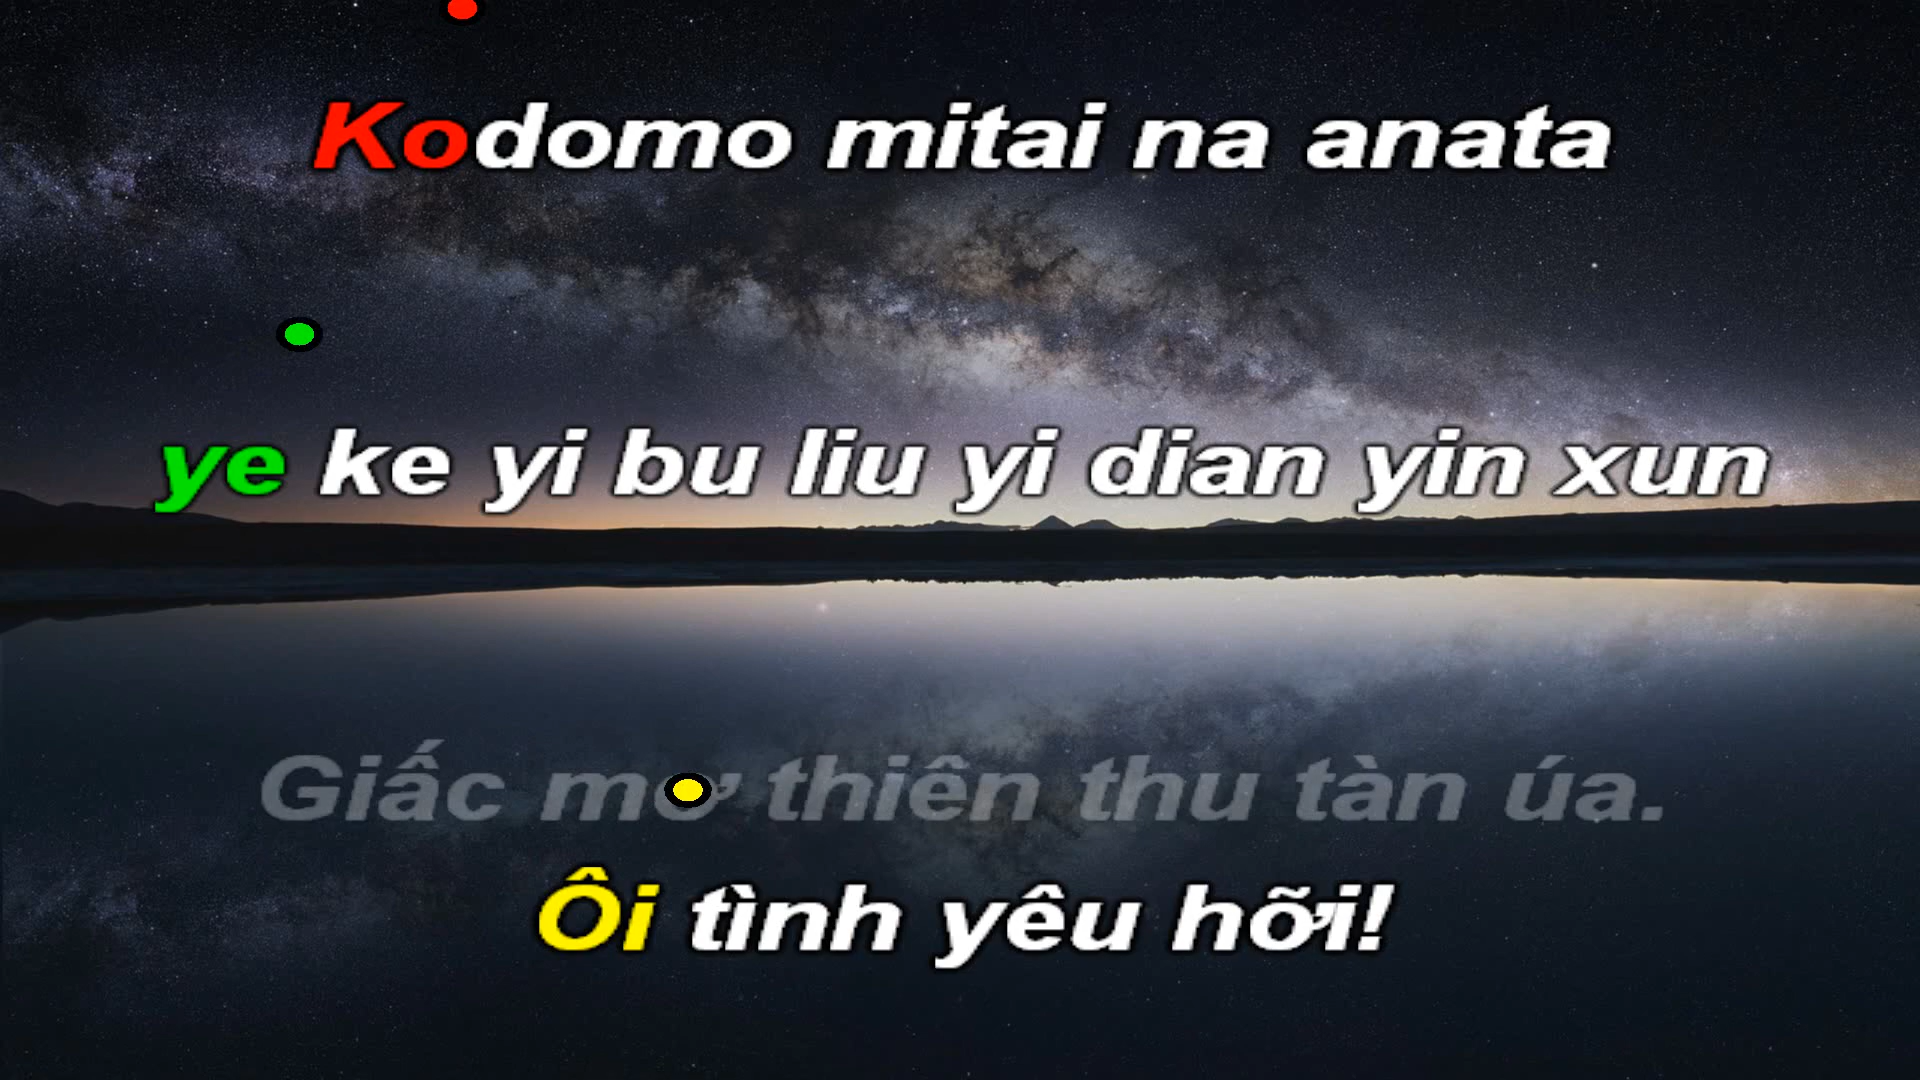 Kodomo mitai na anata
ye ke yi bu liu yi dian yin xun
Giấc mơ thiên thu tàn úa.
Ôi tình yêu hỡi!